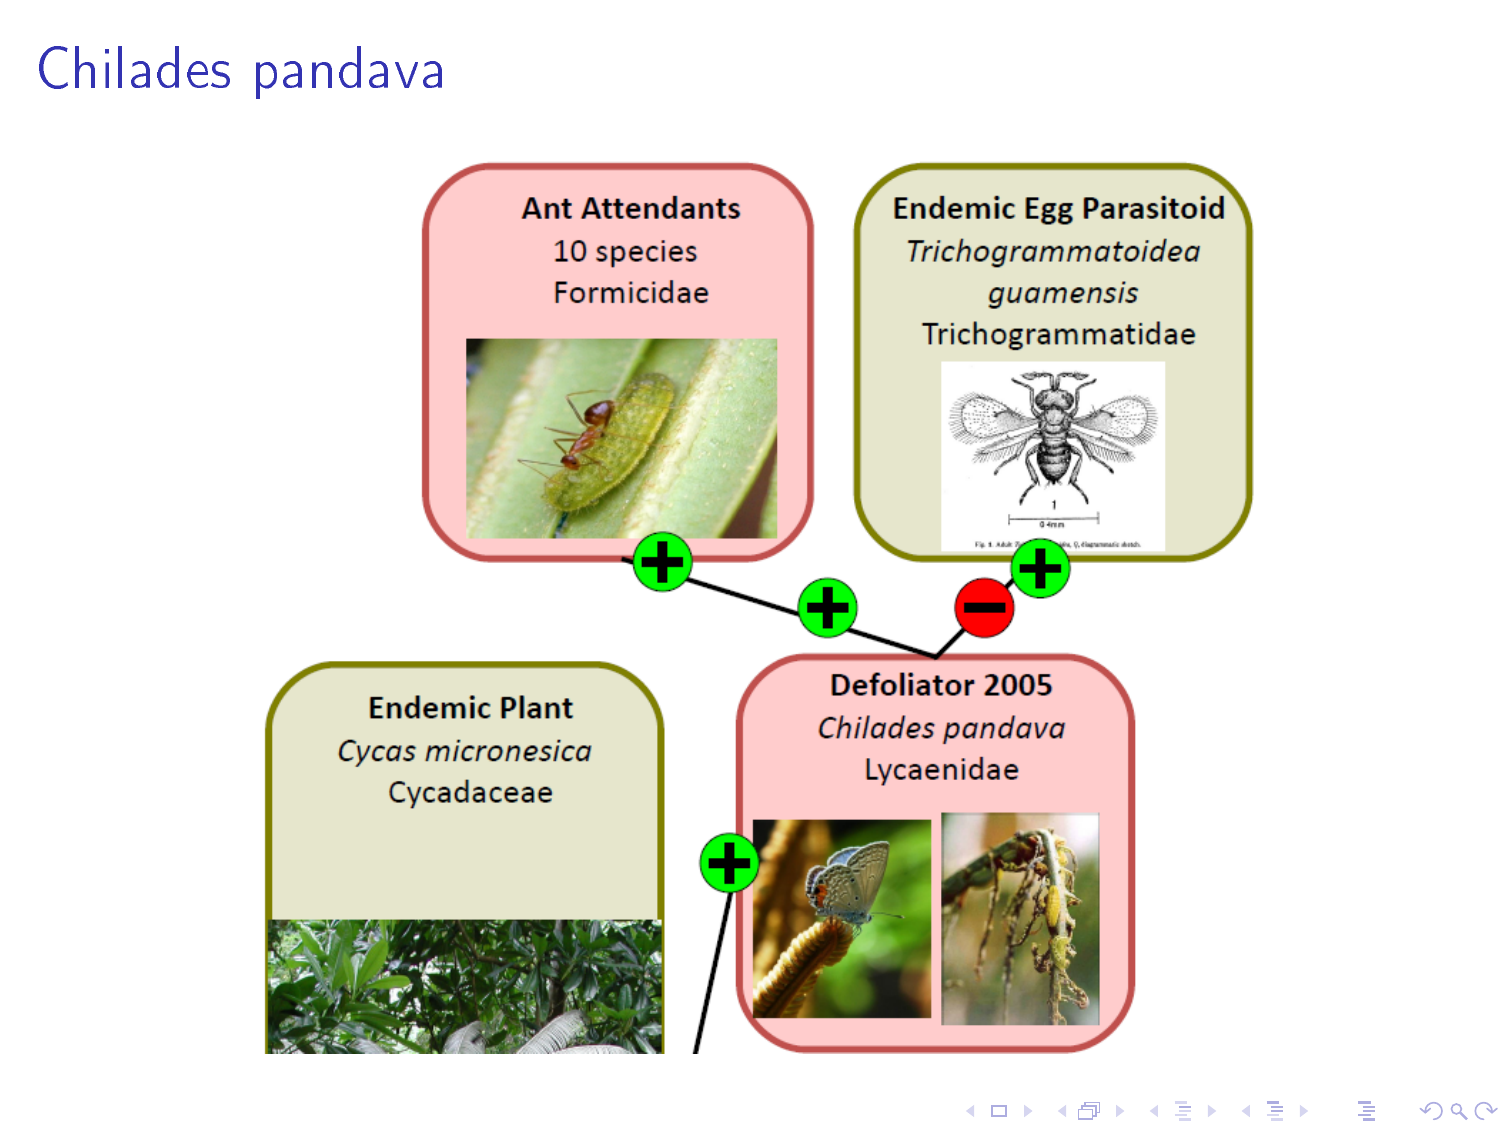 Chilades pandava
Ant Attendants
10 species
Formicidae
Endemic Egg Parasitoid
Trichogrammatoidea
guamensis
Trichogrammatidae
1
0·4mm
Fig. 1. Adult
♀, diagrammatic sketch.
Endemic Plant
Cycas micronesica
Cycadaceae
Defoliator 2005
Chilades pandava
Lycaenidae